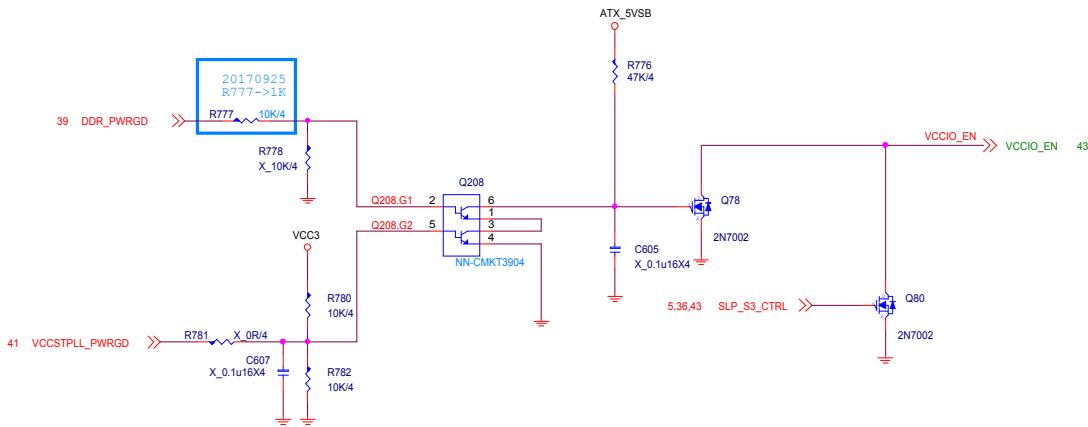 ATX_5VSB
20170925
R777->1K
R776
47K/4
39 DDR_PWRGD
R777
10K/4
R778
X_10K/4
VCCIO_EN
VCCIO_EN 43
Q208
Q208.G1
2
6
1
Q78
Q208.G2
5
3
4
2N7002
VCC3
NN-CMKT3904
C605
X_0.1u16X4
R780
10K/4
5,36,43 SLP_S3_CTRL
Q80
2N7002
41 VCCSTPLL_PWRGD
R781
X_0R/4
C607
X_0.1u16X4
R782
10K/4